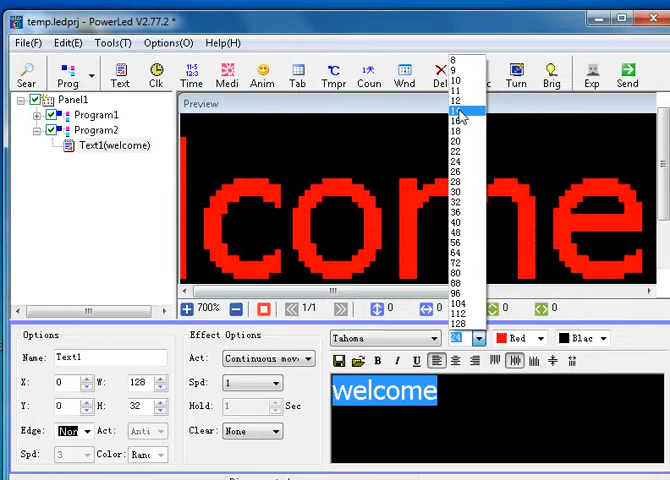 temp.ledprj - PowerLed V2.77.2 *
File(F) Edit(E) Tools(T) Options(O) Help(H)
Sear Prog Text Clk Time Medi Anim Tab Tmpr Coun Wnd Del Turn Brig Exp Send
Panel1
Program1
Program2
Text1(welcome)
Preview
come
8
9
10
11
12
14
16
18
20
22
24
26
28
30
32
36
40
48
56
64
72
80
88
96
104
112
128
700% 1/1 0 0 0 0
Options
Name: Text1
X: 0 W: 128
Y: 0 H: 32
Edge: Nor Act: Anti
Spd: 3 Color: Rand
Effect Options
Act: Continuous mov
Spd: 1
Hold: 1 Sec
Clear: None
Tahoma 24 Red Blac
B I U
welcome